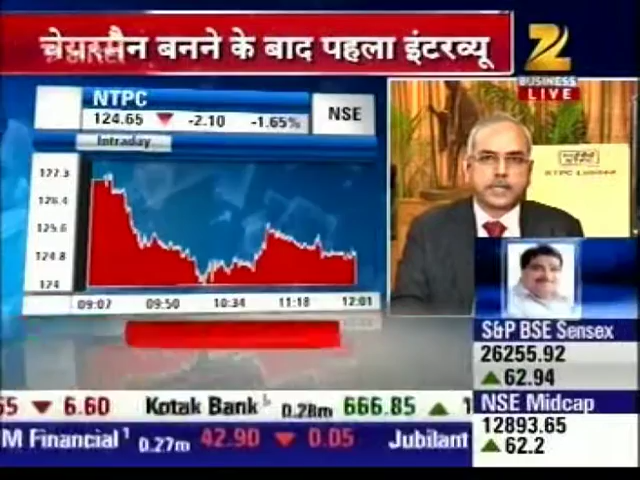 चेयरमैन बनने के बाद पहला इंटरव्यू
Z
BUSINESS
LIVE
NTPC
124.65 ▼ -2.10 -1.65%
NSE
Intraday
127.3
126.4
125.6
124.8
124
09:07 09:50 10:34 11:18 12:01
NTPC Limited
S&P BSE Sensex
26255.92
▲ 62.94
NSE Midcap
12893.65
▲ 62.2
▼ 6.60 Kotak Bank 0.28m 666.85 ▲
M Financial 0.27m 42.90 ▼ 0.05 Jubilant